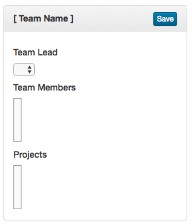 [ Team Name ] Save
Team Lead
Team Members
Projects